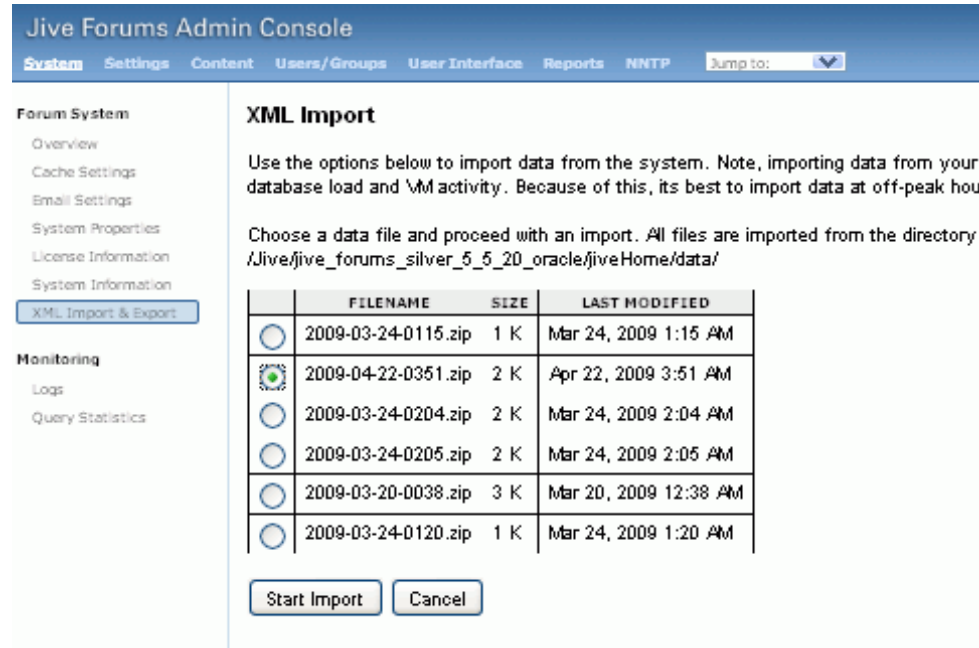 Jive Forums Admin Console
System Settings Content Users/Groups User Interface Reports NNTP Jump to:
Forum System
Overview
Cache Settings
Email Settings
System Properties
License Information
System Information
XML Import & Export
Monitoring
Logs
Query Statistics
XML Import
Use the options below to import data from the system. Note, importing data from your
database load and VM activity. Because of this, its best to import data at off-peak hou
Choose a data file and proceed with an import. All files are imported from the directory
/Jive/jive_forums_silver_5_5_20_oracle/jiveHome/data/
FILENAME SIZE LAST MODIFIED
2009-03-24-0115.zip 1 K Mar 24, 2009 1:15 AM
2009-04-22-0351.zip 2 K Apr 22, 2009 3:51 AM
2009-03-24-0204.zip 2 K Mar 24, 2009 2:04 AM
2009-03-24-0205.zip 2 K Mar 24, 2009 2:05 AM
2009-03-20-0038.zip 3 K Mar 20, 2009 12:38 AM
2009-03-24-0120.zip 1 K Mar 24, 2009 1:20 AM
Start Import Cancel